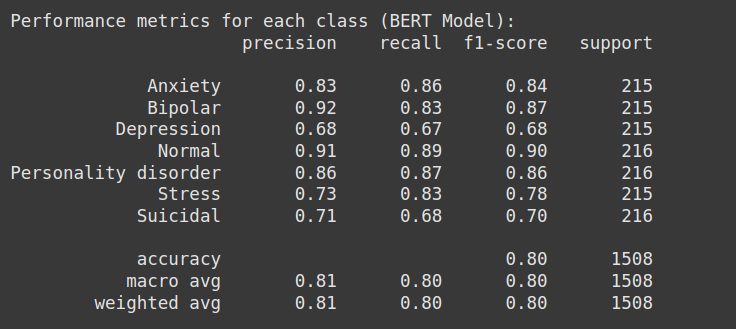 Performance metrics for each class (BERT Model):
precision recall f1-score support
Anxiety 0.83 0.86 0.84 215
Bipolar 0.92 0.83 0.87 215
Depression 0.68 0.67 0.68 215
Normal 0.91 0.89 0.90 216
Personality disorder 0.86 0.87 0.86 216
Stress 0.73 0.83 0.78 215
Suicidal 0.71 0.68 0.70 216
accuracy 0.80 1508
macro avg 0.81 0.80 0.80 1508
weighted avg 0.81 0.80 0.80 1508